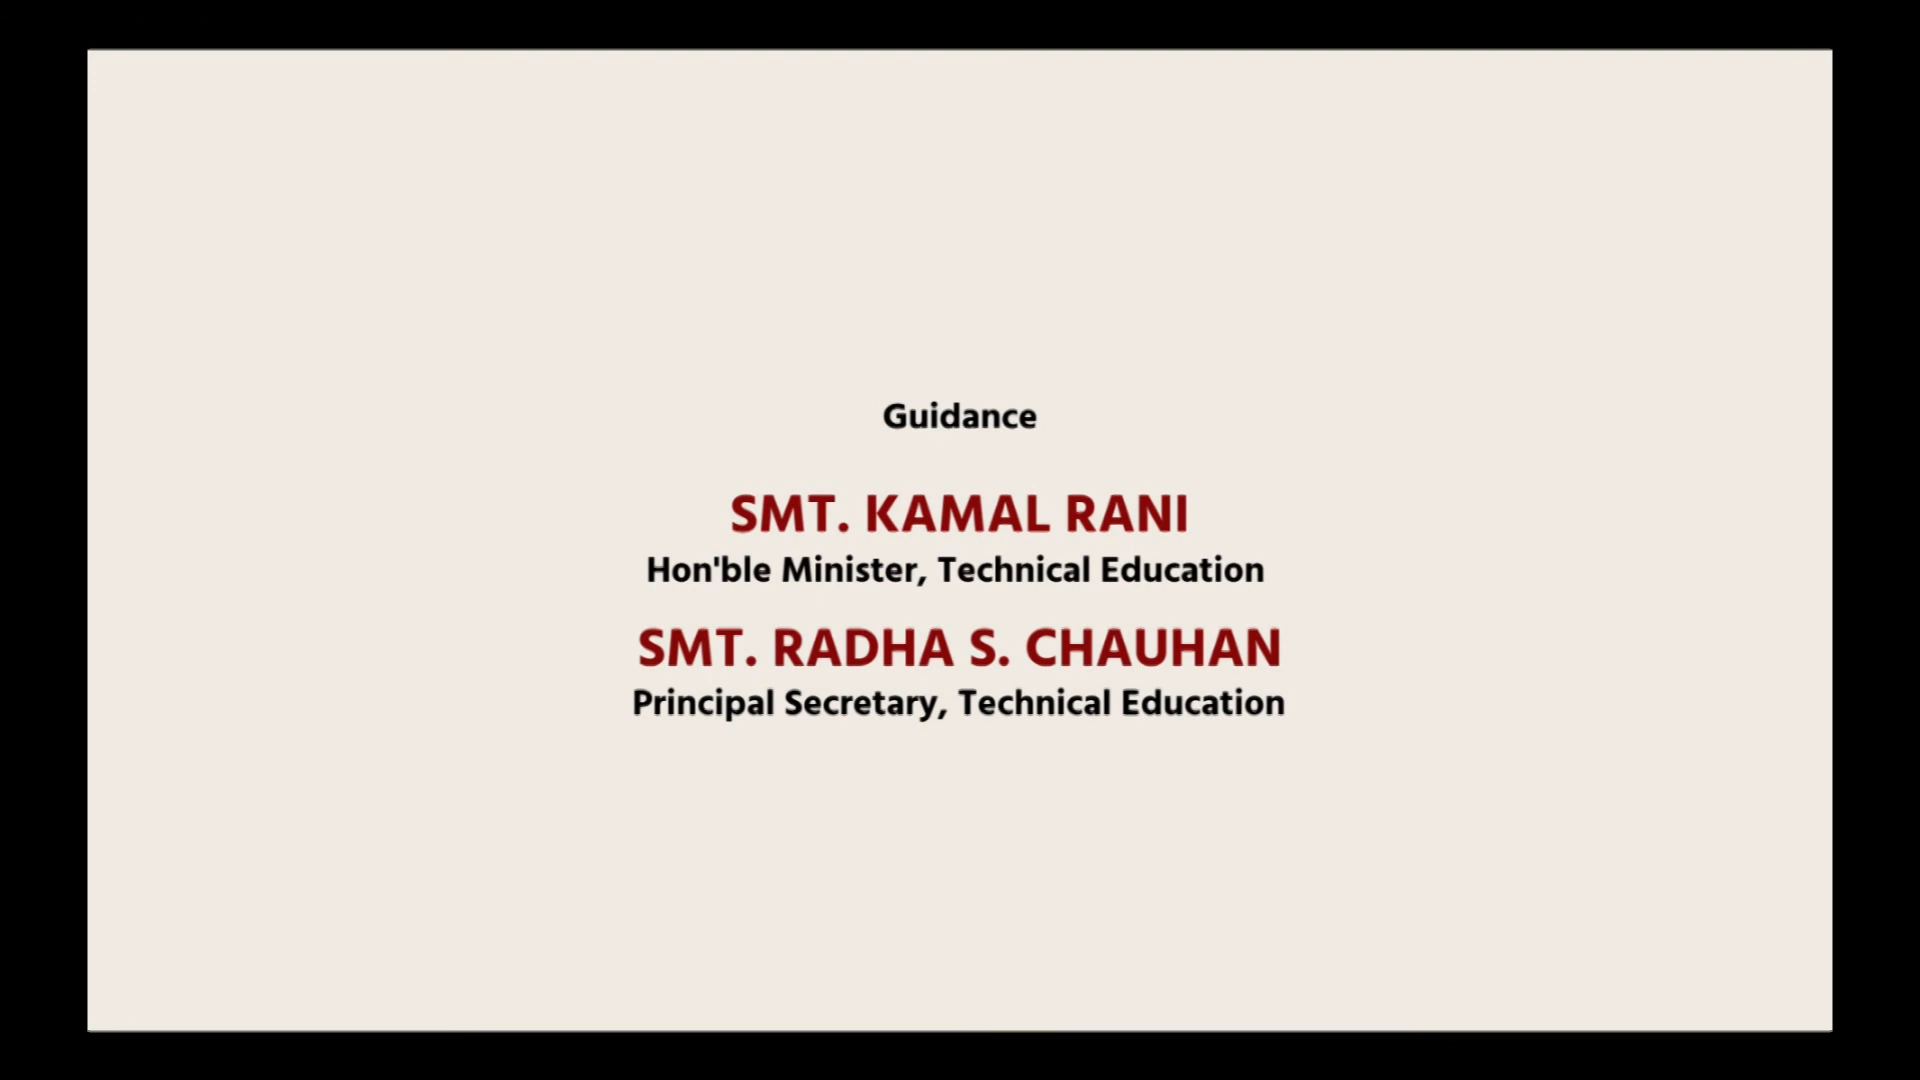 Guidance
SMT. KAMAL RANI
Hon'ble Minister, Technical Education
SMT. RADHA S. CHAUHAN
Principal Secretary, Technical Education